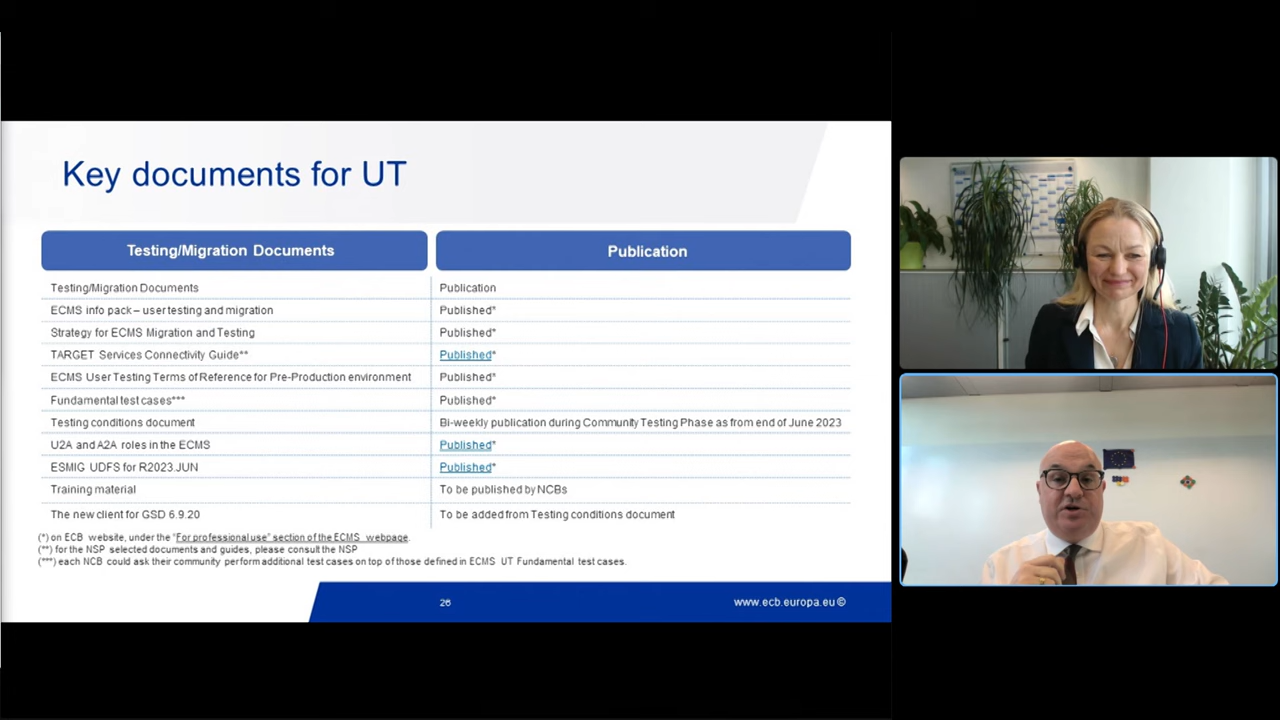 Key documents for UT
Testing/Migration Documents Publication
Testing/Migration Documents Publication
ECMS info pack – user testing and migration Published*
Strategy for ECMS Migration and Testing Published*
TARGET Services Connectivity Guide** Published*
ECMS User Testing Terms of Reference for Pre-Production environment Published*
Fundamental test cases*** Published*
Testing conditions document Bi-weekly publication during Community Testing Phase as from end of June 2023
U2A and A2A roles in the ECMS Published*
ESMIG UDFS for R2023.JUN Published*
Training material To be published by NCBs
The new client for GSD 6.9.20 To be added from Testing conditions document
(*) on ECB website, under the "For professional use" section of the ECMS webpage.
(**) for the NSP selected documents and guides, please consult the NSP
(***) each NCB could ask their community perform additional test cases on top of those defined in ECMS UT Fundamental test cases.
26 www.ecb.europa.eu ©